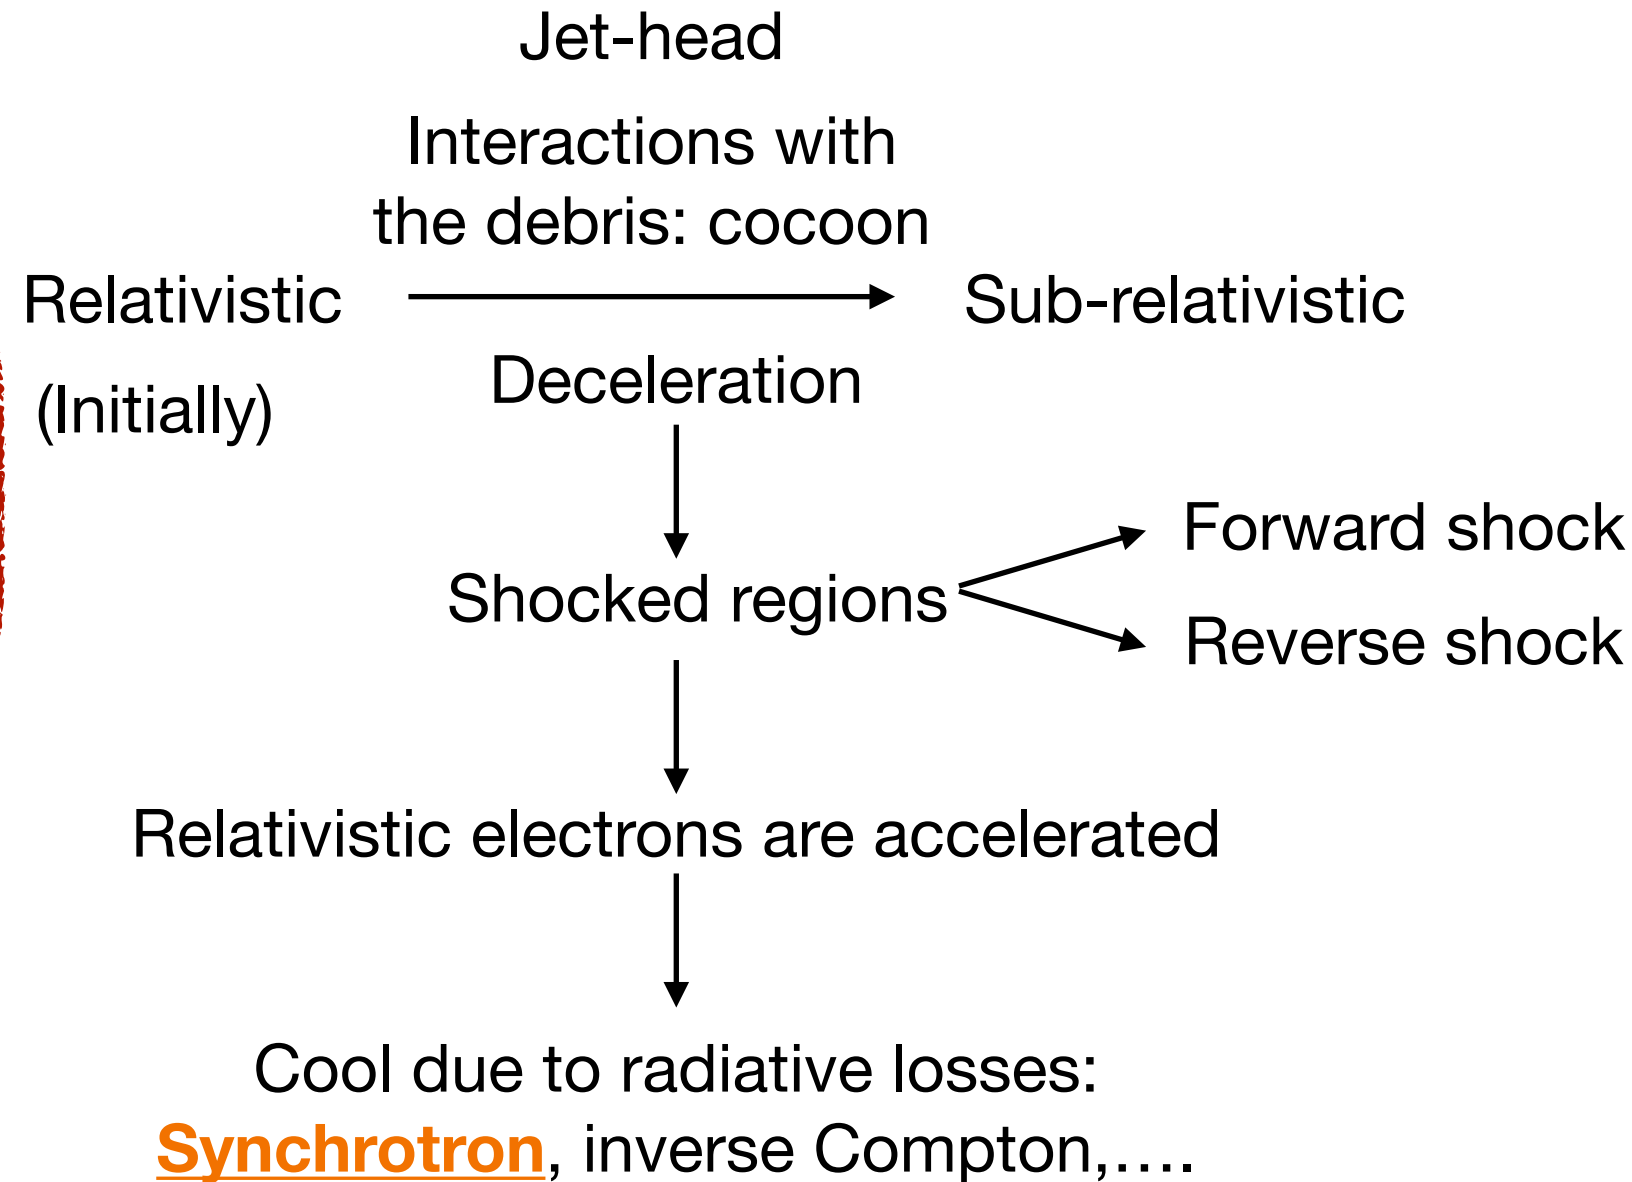 Jet-head
Interactions with
the debris: cocoon
Relativistic
Sub-relativistic
(Initially)
Deceleration
Forward shock
Shocked regions
Reverse shock
Relativistic electrons are accelerated
Cool due to radiative losses:
Synchrotron, inverse Compton,....